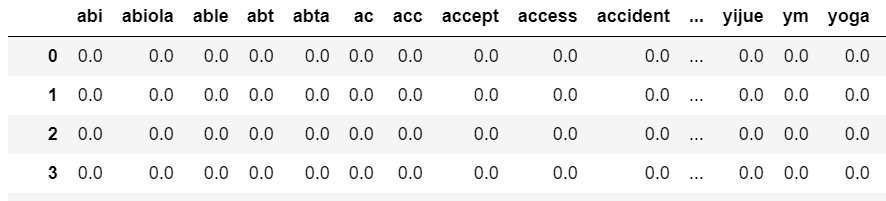 abi abiola able abt abta ac acc accept access accident ... yijue ym yoga
0 0.0 0.0 0.0 0.0 0.0 0.0 0.0 0.0 0.0 0.0 ... 0.0 0.0 0.0
1 0.0 0.0 0.0 0.0 0.0 0.0 0.0 0.0 0.0 0.0 ... 0.0 0.0 0.0
2 0.0 0.0 0.0 0.0 0.0 0.0 0.0 0.0 0.0 0.0 ... 0.0 0.0 0.0
3 0.0 0.0 0.0 0.0 0.0 0.0 0.0 0.0 0.0 0.0 ... 0.0 0.0 0.0